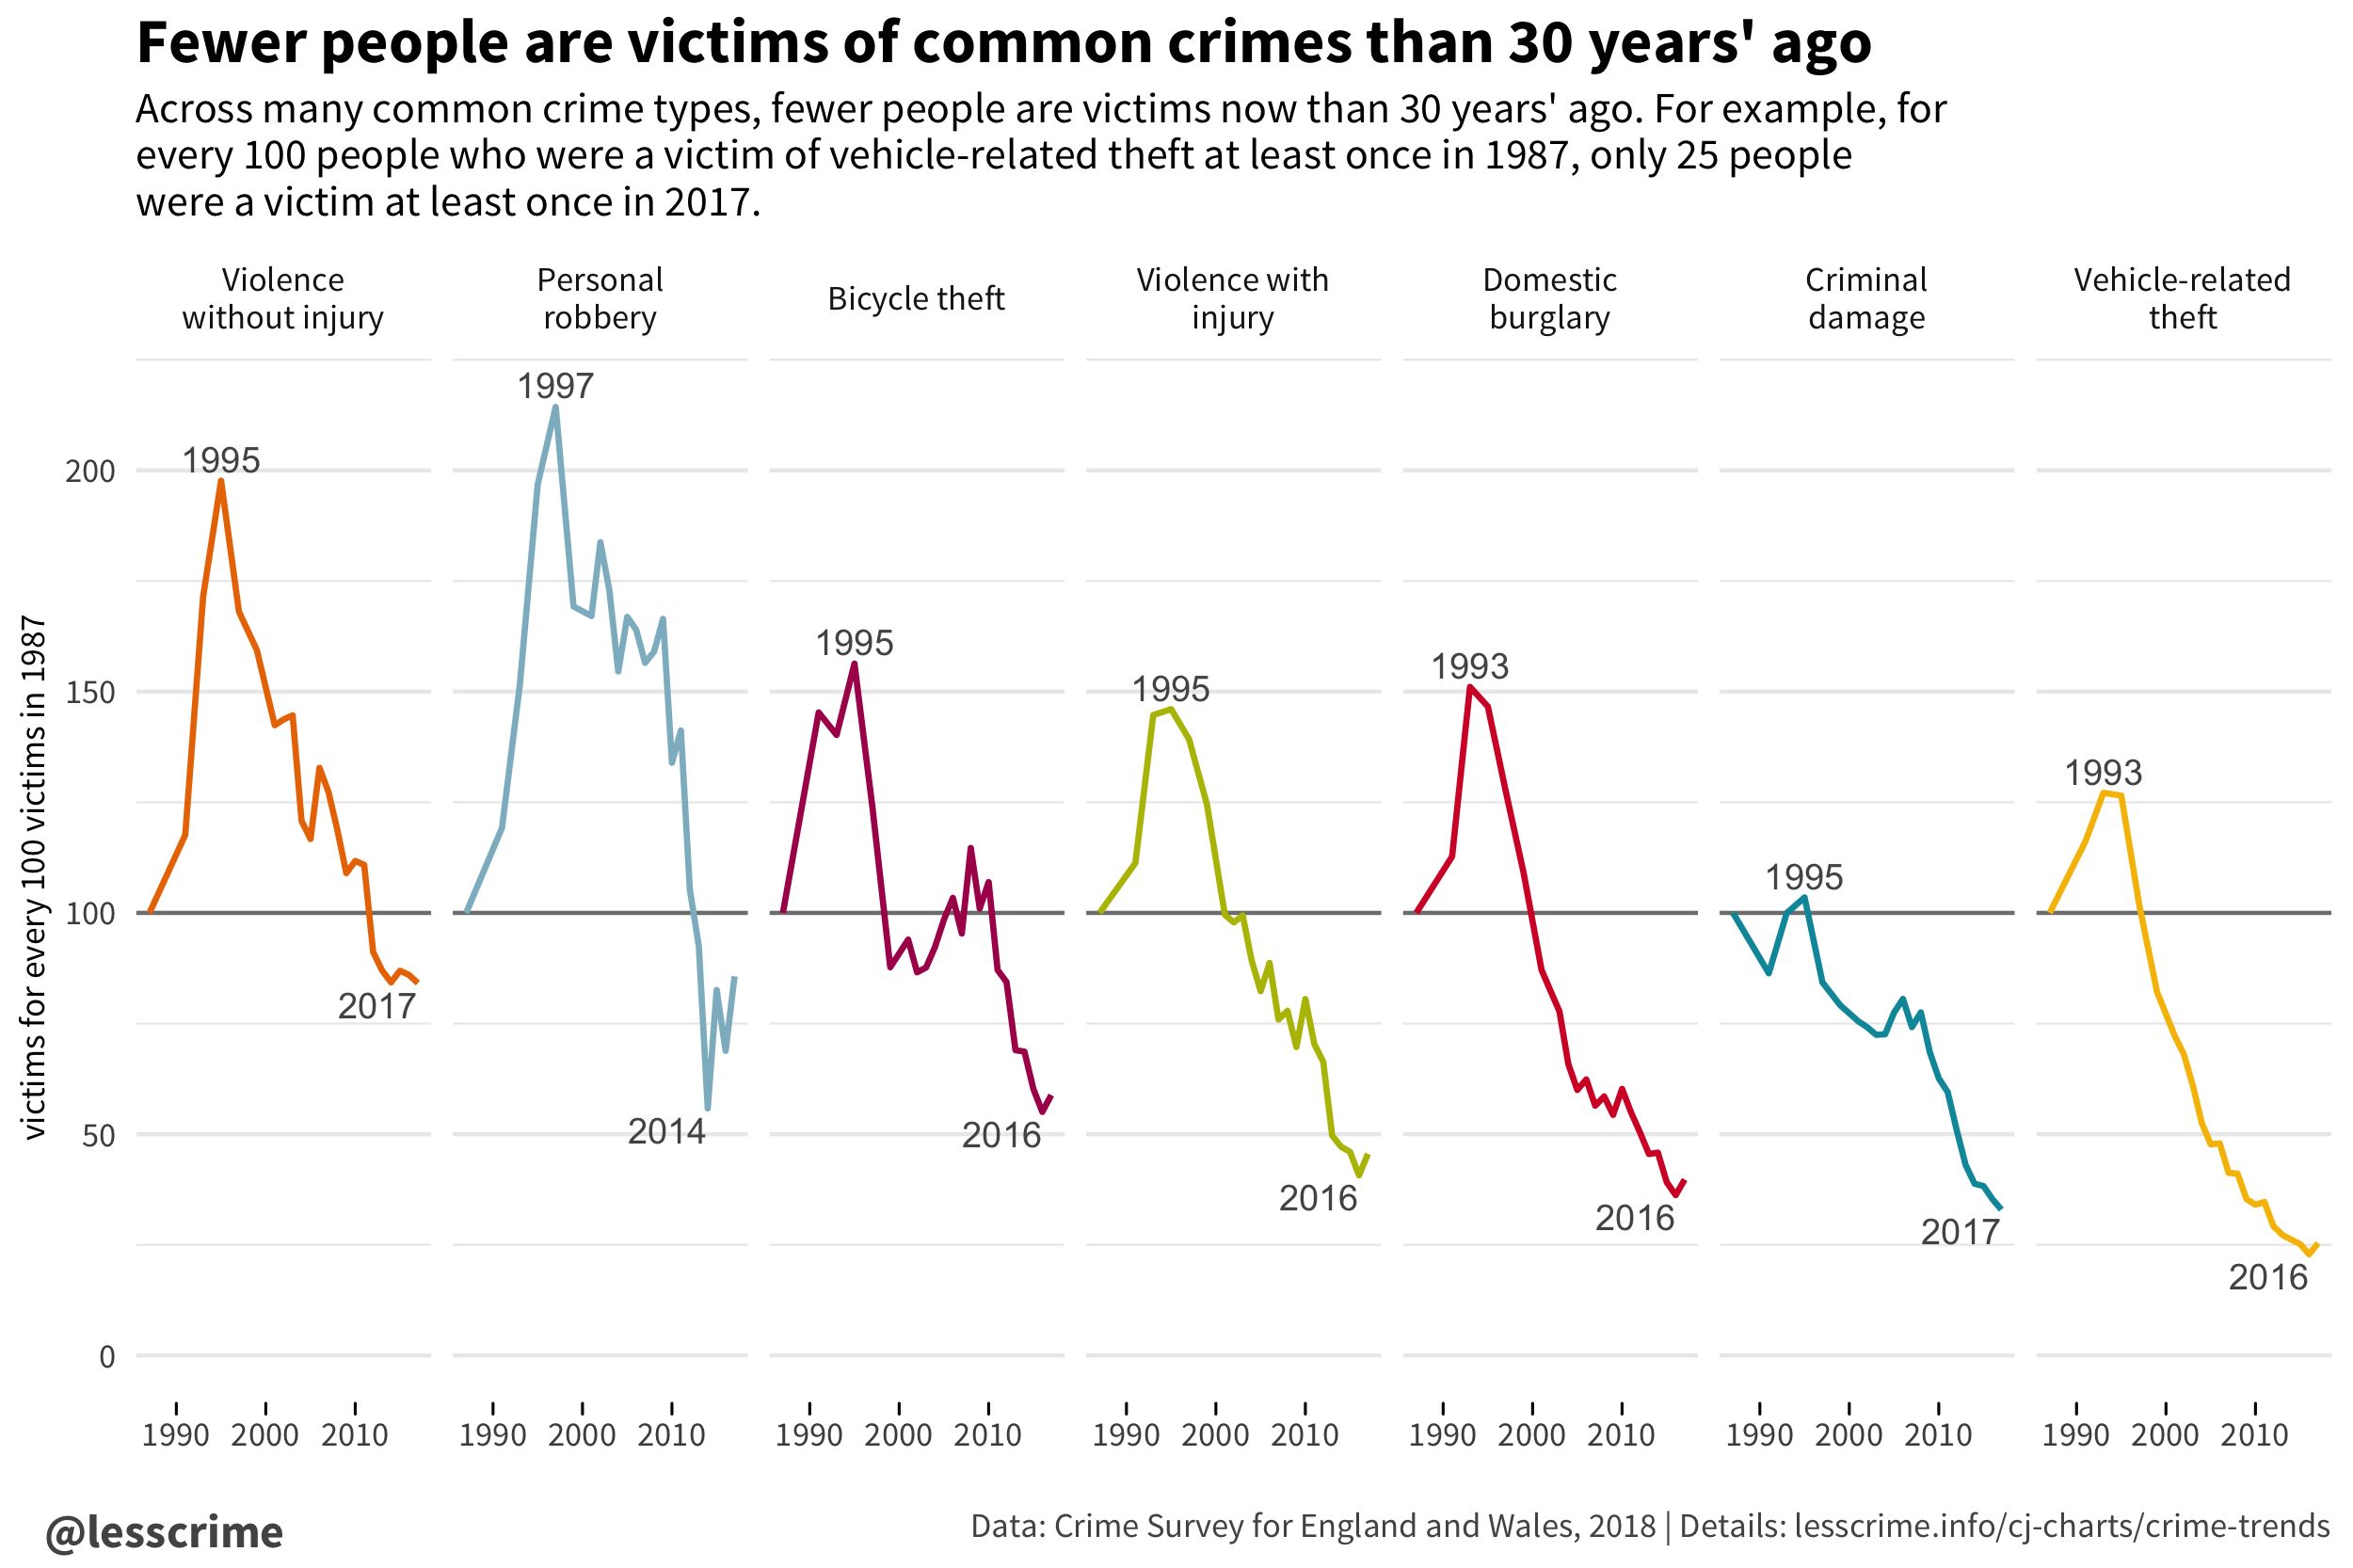 Fewer people are victims of common crimes than 30 years' ago
Across many common crime types, fewer people are victims now than 30 years' ago. For example, for
every 100 people who were a victim of vehicle-related theft at least once in 1987, only 25 people
were a victim at least once in 2017.
victims for every 100 victims in 1987
200
150
100
50
0
Violence
without injury
1995
2017
1990 2000 2010
Personal
robbery
1997
2014
1990 2000 2010
Bicycle theft
1995
2016
1990 2000 2010
Violence with
injury
1995
2016
1990 2000 2010
Domestic
burglary
1993
2016
1990 2000 2010
Criminal
damage
1995
2017
1990 2000 2010
Vehicle-related
theft
1993
2016
1990 2000 2010
@lesscrime
Data: Crime Survey for England and Wales, 2018 | Details: lesscrime.info/cj-charts/crime-trends